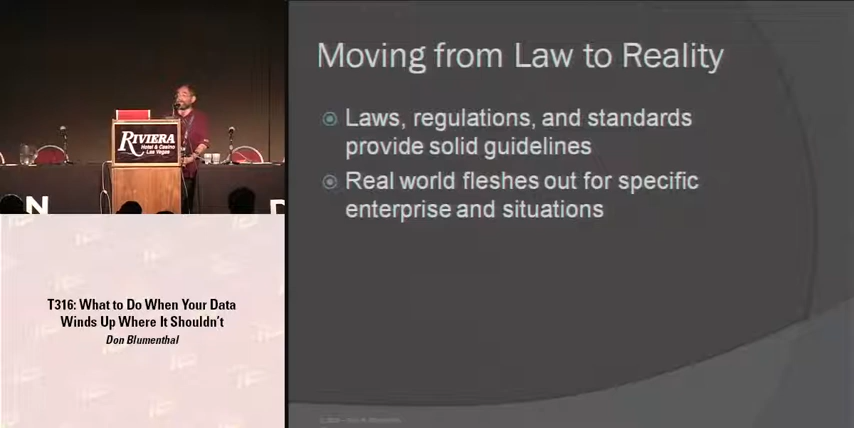 Moving from Law to Reality
Laws, regulations, and standards
provide solid guidelines
Real world fleshes out for specific
enterprise and situations
RIVIERA
Hotel & Casino
Las Vegas
N
D
T316: What to Do When Your Data
Winds Up Where It Shouldn't
Don Blumenthal